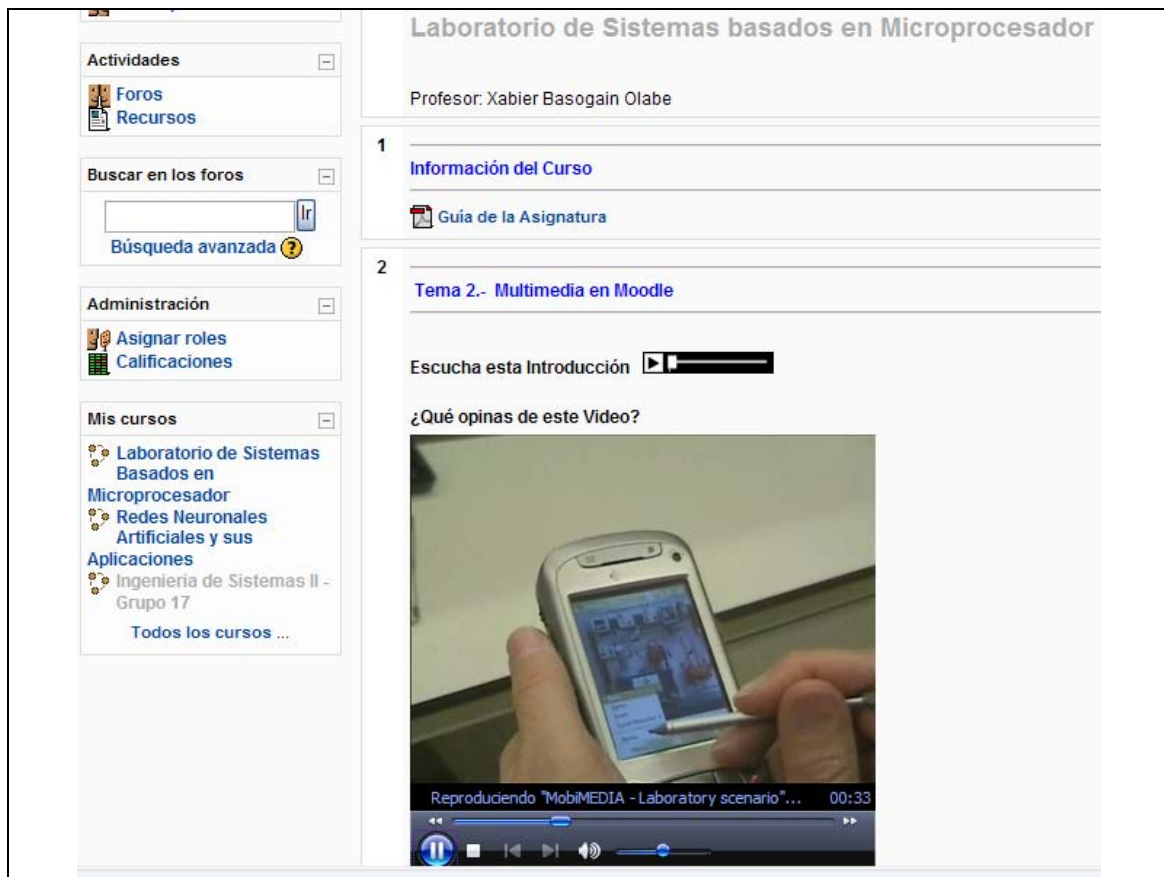 Actividades
Foros
Recursos
Buscar en los foros
Ir
Búsqueda avanzada ?
Administración
Asignar roles
Calificaciones
Mis cursos
Laboratorio de Sistemas
Basados en
Microprocesador
Redes Neuronales
Artificiales y sus
Aplicaciones
Ingenieria de Sistemas II -
Grupo 17
Todos los cursos ...
Laboratorio de Sistemas basados en Microprocesador
Profesor: Xabier Basogain Olabe
1
Información del Curso
Guía de la Asignatura
2
Tema 2.- Multimedia en Moodle
Escucha esta Introducción
¿Qué opinas de este Video?
Reproduciendo "MobiMEDIA - Laboratory scenario"... 00:33